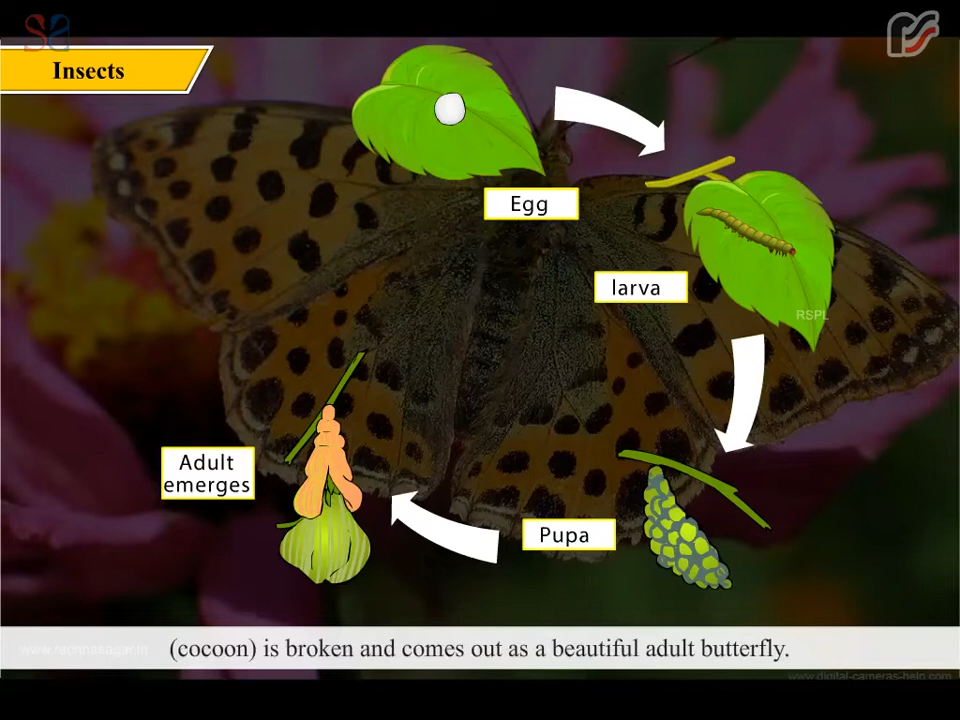 Insects
Egg
larva
RSPL
Adult
emerges
Pupa
(cocoon) is broken and comes out as a beautiful adult butterfly.
www.digital-cameras-help.com